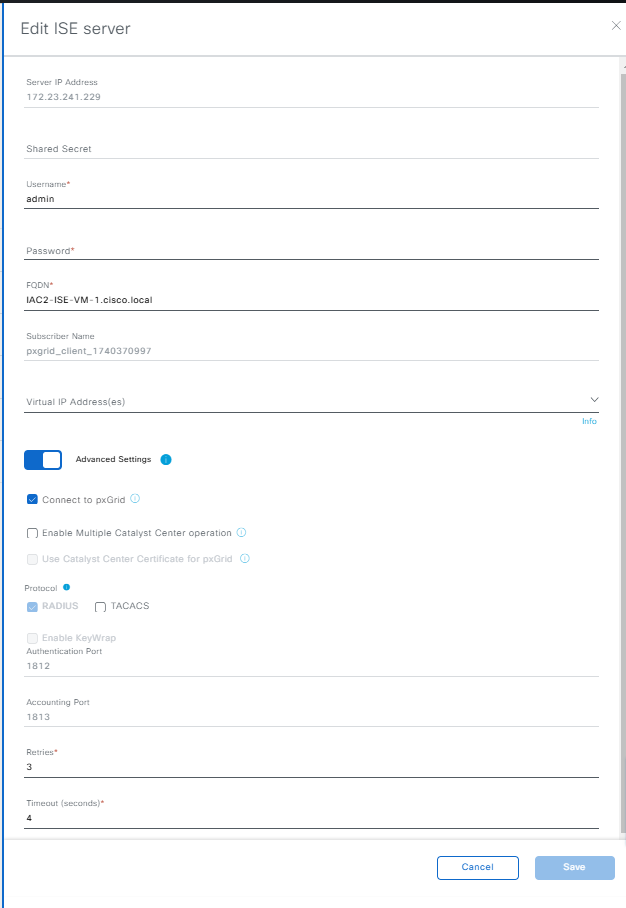 Edit ISE server
Server IP Address
172.23.241.229
Shared Secret
Username*
admin
Password*
FQDN*
IAC2-ISE-VM-1.cisco.local
Subscriber Name
pxgrid_client_1740370997
Virtual IP Address(es)
Info
Advanced Settings
Connect to pxGrid
Enable Multiple Catalyst Center operation
Use Catalyst Center Certificate for pxGrid
Protocol
RADIUS TACACS
Enable KeyWrap
Authentication Port
1812
Accounting Port
1813
Retries*
3
Timeout (seconds)*
4
Cancel Save